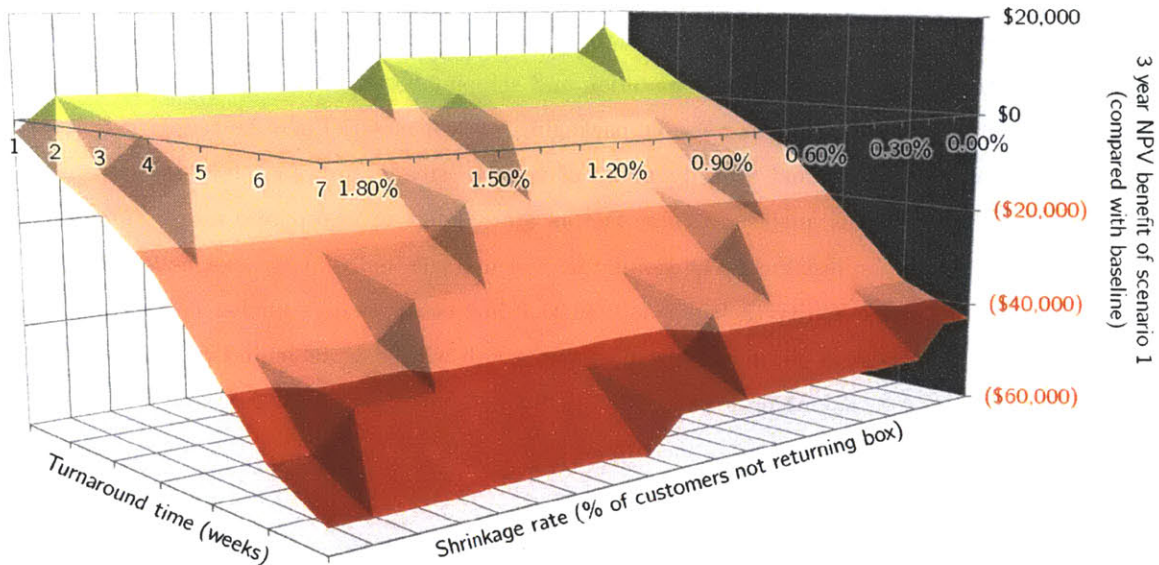 $20,000
$0
($20,000)
($40,000)
($60,000)
3 year NPV benefit of scenario 1
(compared with baseline)
1 2 3 4 5 6 7
1.80% 1.50% 1.20% 0.90% 0.60% 0.30% 0.00%
Turnaround time (weeks)
Shrinkage rate (% of customers not returning box)